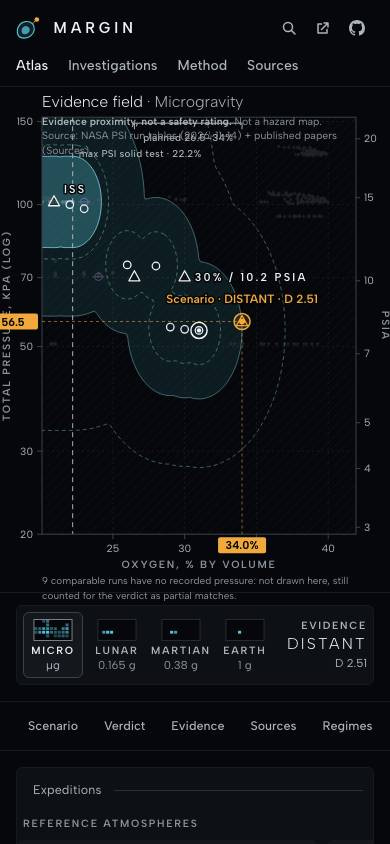 MARGIN
Atlas Investigations Method Sources
Evidence field · Microgravity
Evidence proximity, not a safety rating. Not a hazard map.
Source: NASA PSI run tables + published papers
(Sources)
planned 26.5–34%
max PSI solid test · 22.2%
ISS
30% / 10.2 PSIA
Scenario · DISTANT · D 2.51
150
100
70
56.5
50
30
20
TOTAL PRESSURE, KPA (LOG)
20
15
10
7
5
4
3
PSIA
25 30 34.0% 40
OXYGEN, % BY VOLUME
9 comparable runs have no recorded pressure: not drawn here, still
counted for the verdict as partial matches.
MICRO LUNAR MARTIAN EARTH
µg 0.165 g 0.38 g 1 g
EVIDENCE
DISTANT
D 2.51
Scenario Verdict Evidence Sources Regimes
Expeditions
REFERENCE ATMOSPHERES